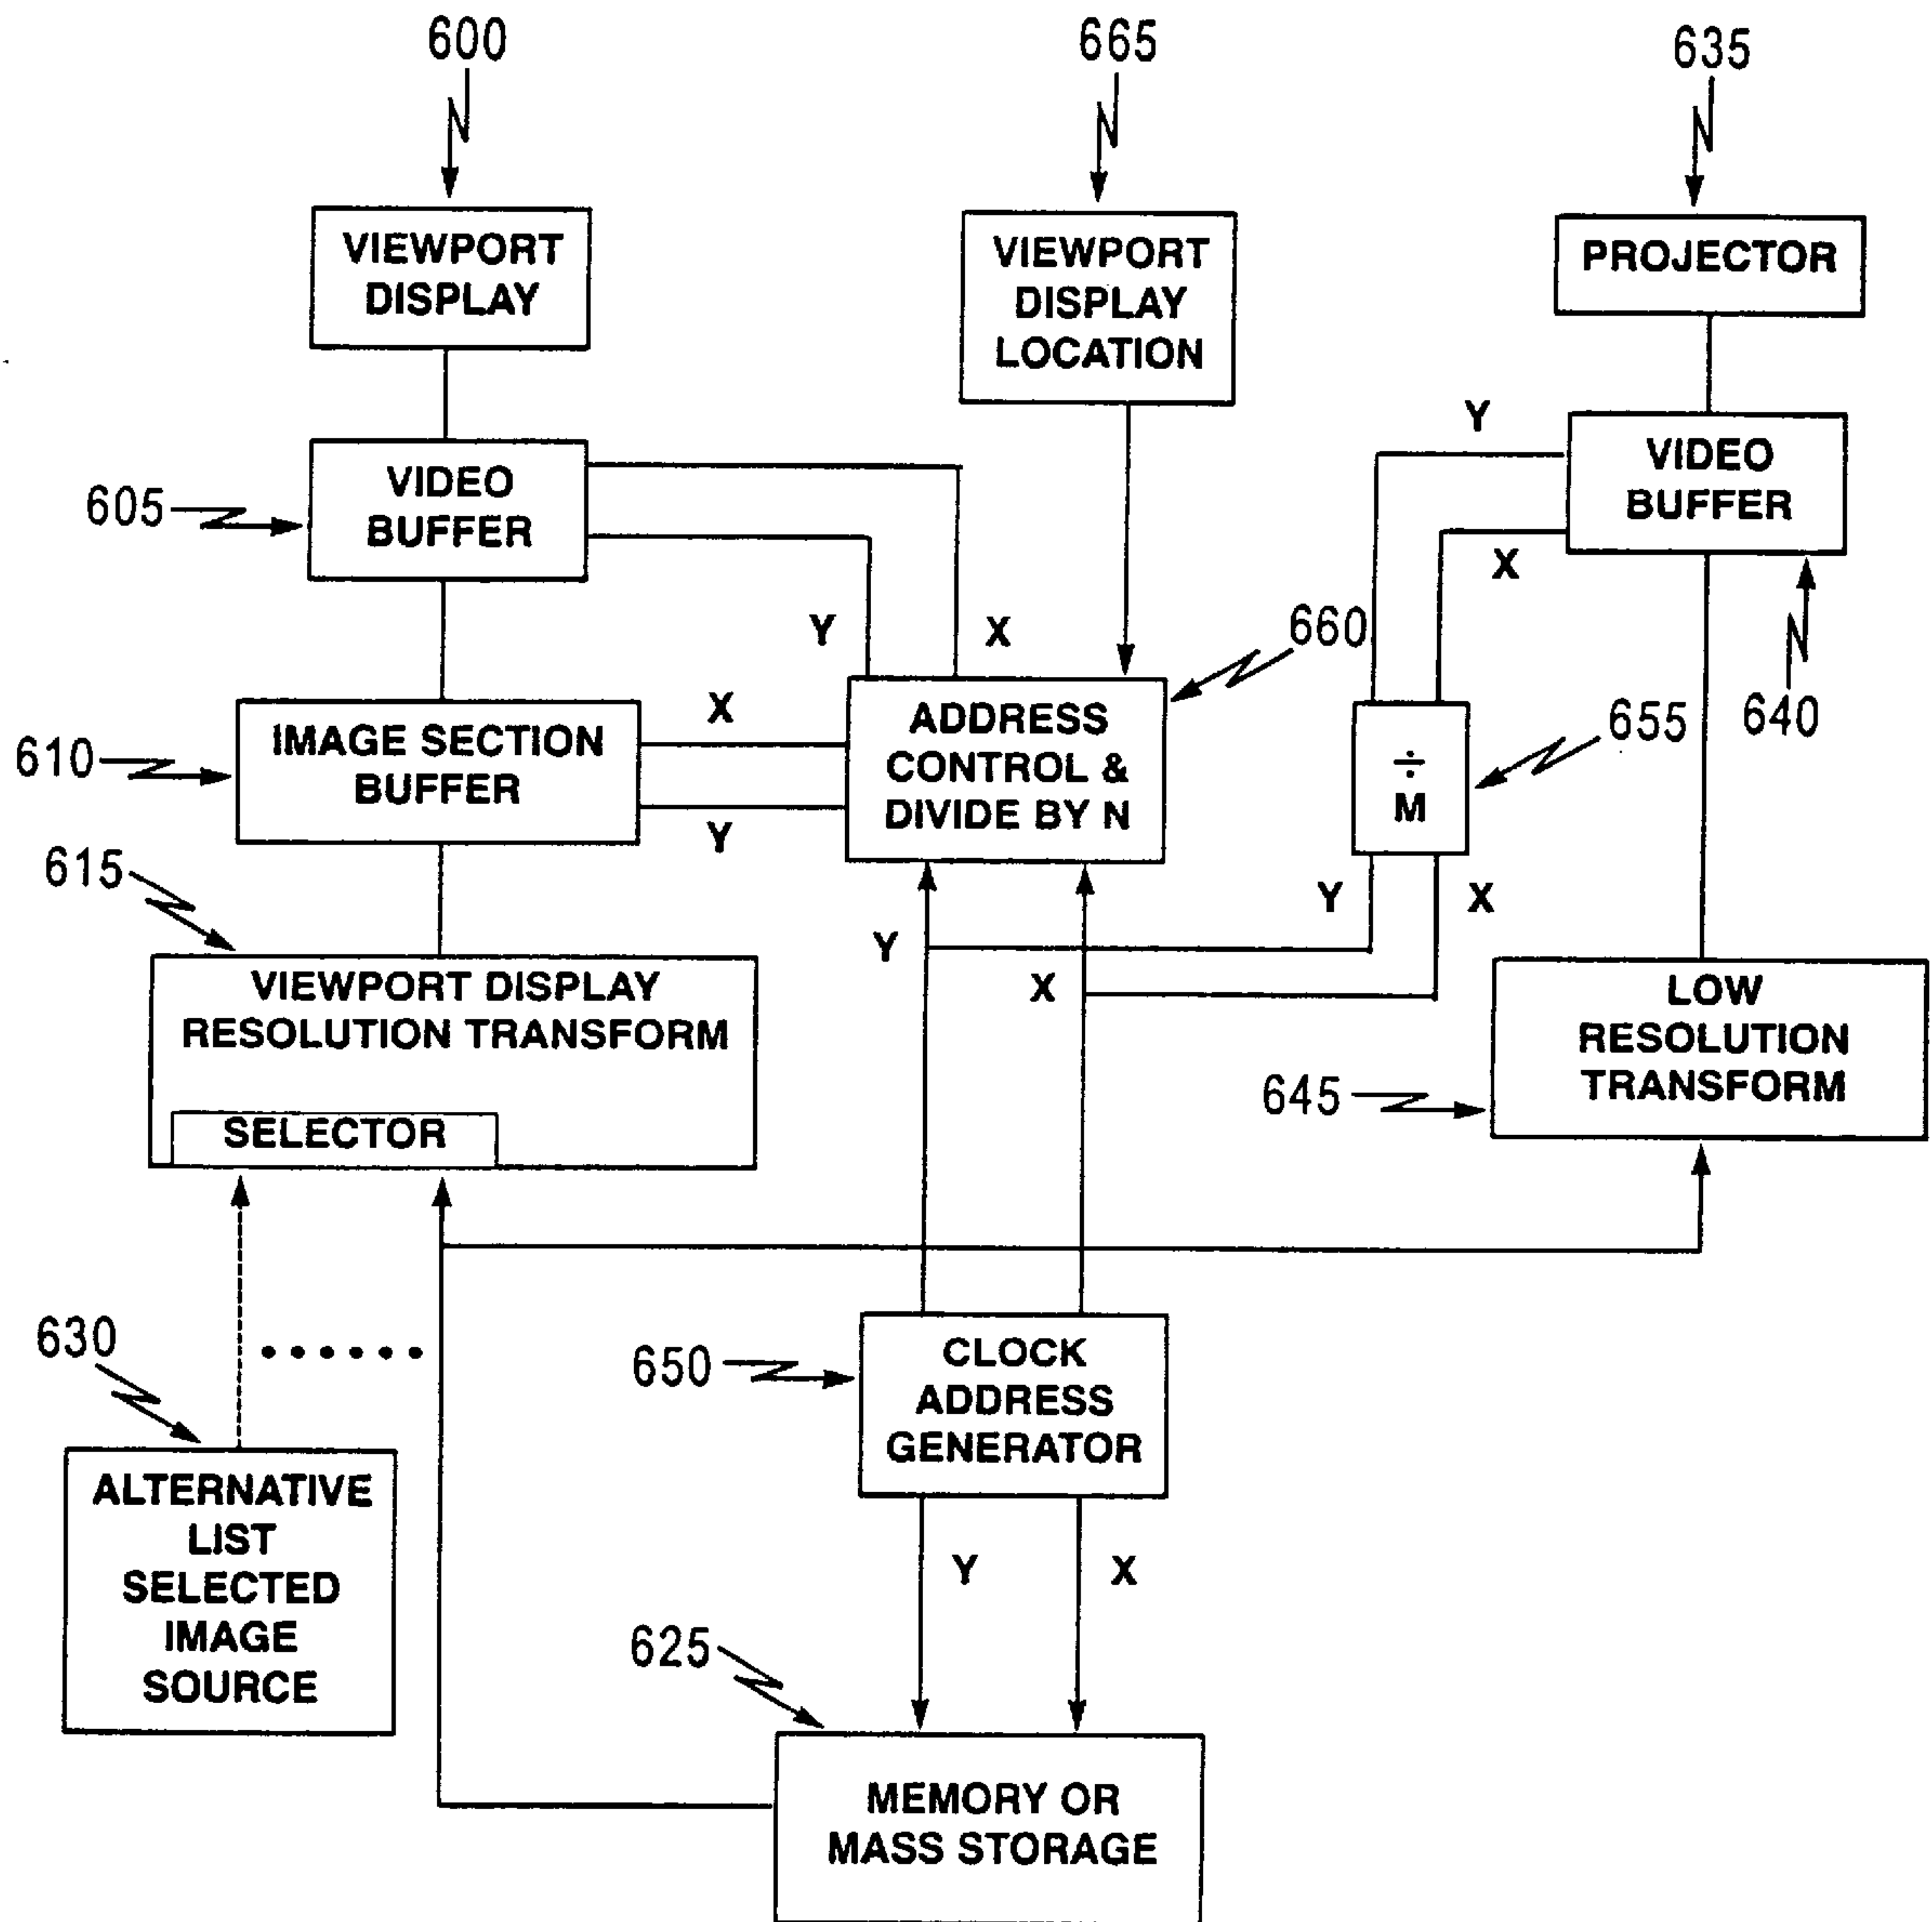 600
665
635
VIEWPORT
DISPLAY
VIEWPORT
DISPLAY
LOCATION
PROJECTOR
605
VIDEO
BUFFER
Y
X
Y
X
VIDEO
BUFFER
640
660
610
IMAGE SECTION
BUFFER
X
Y
ADDRESS
CONTROL &
DIVIDE BY N
÷
M
655
615
Y
X
Y
X
VIEWPORT DISPLAY
RESOLUTION TRANSFORM
SELECTOR
645
LOW
RESOLUTION
TRANSFORM
630
......
650
CLOCK
ADDRESS
GENERATOR
ALTERNATIVE
LIST
SELECTED
IMAGE
SOURCE
Y
X
625
MEMORY OR
MASS STORAGE